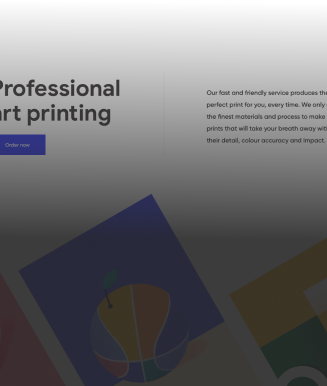 Professional
art printing
Order now
Our fast and friendly service produces the
perfect print for you, every time. We only
the finest materials and process to make
prints that will take your breath away with
their detail, colour accuracy and impact.